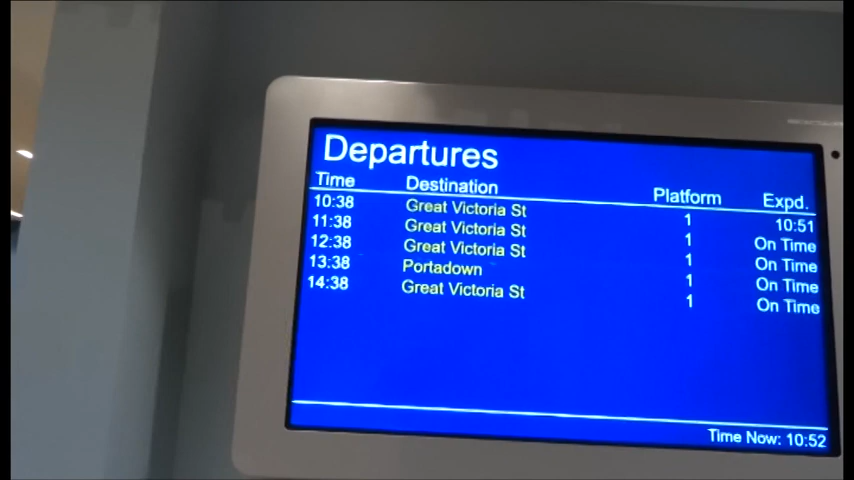 Departures
Time Destination Platform Expd.
10:38 Great Victoria St 1 10:51
11:38 Great Victoria St 1 On Time
12:38 Great Victoria St 1 On Time
13:38 Portadown 1 On Time
14:38 Great Victoria St 1 On Time
Time Now: 10:52